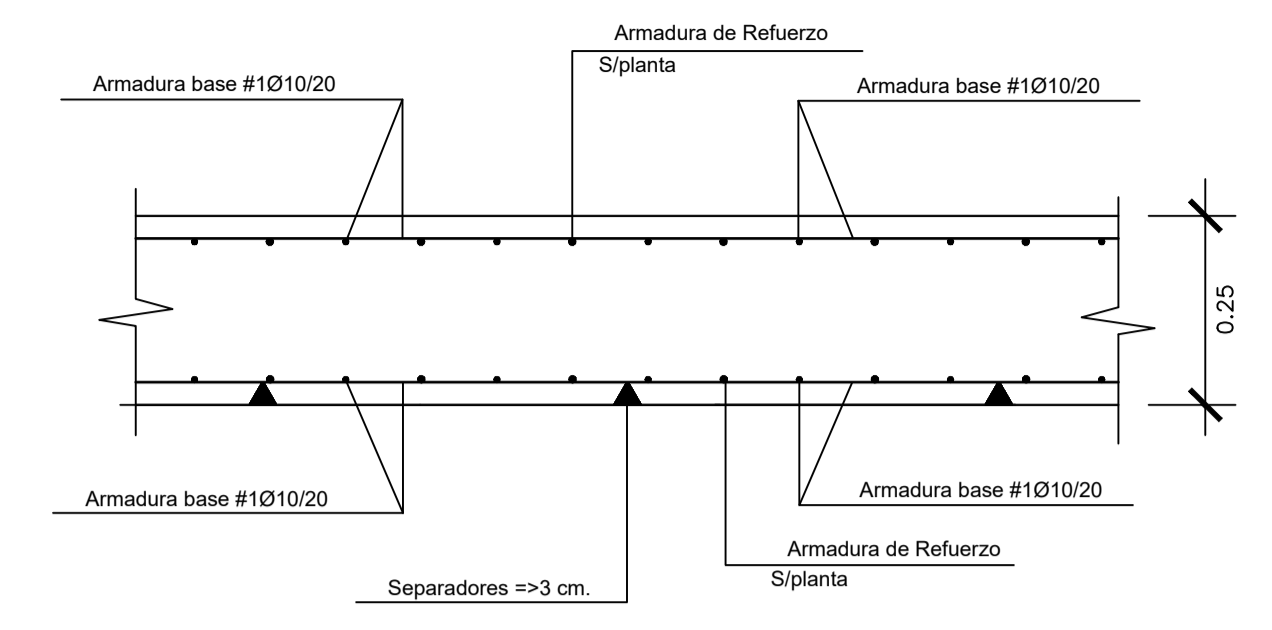 Armadura de Refuerzo
S/planta
Armadura base #1Ø10/20
Armadura base #1Ø10/20
0.25
Armadura base #1Ø10/20
Armadura base #1Ø10/20
Armadura de Refuerzo
S/planta
Separadores =>3 cm.